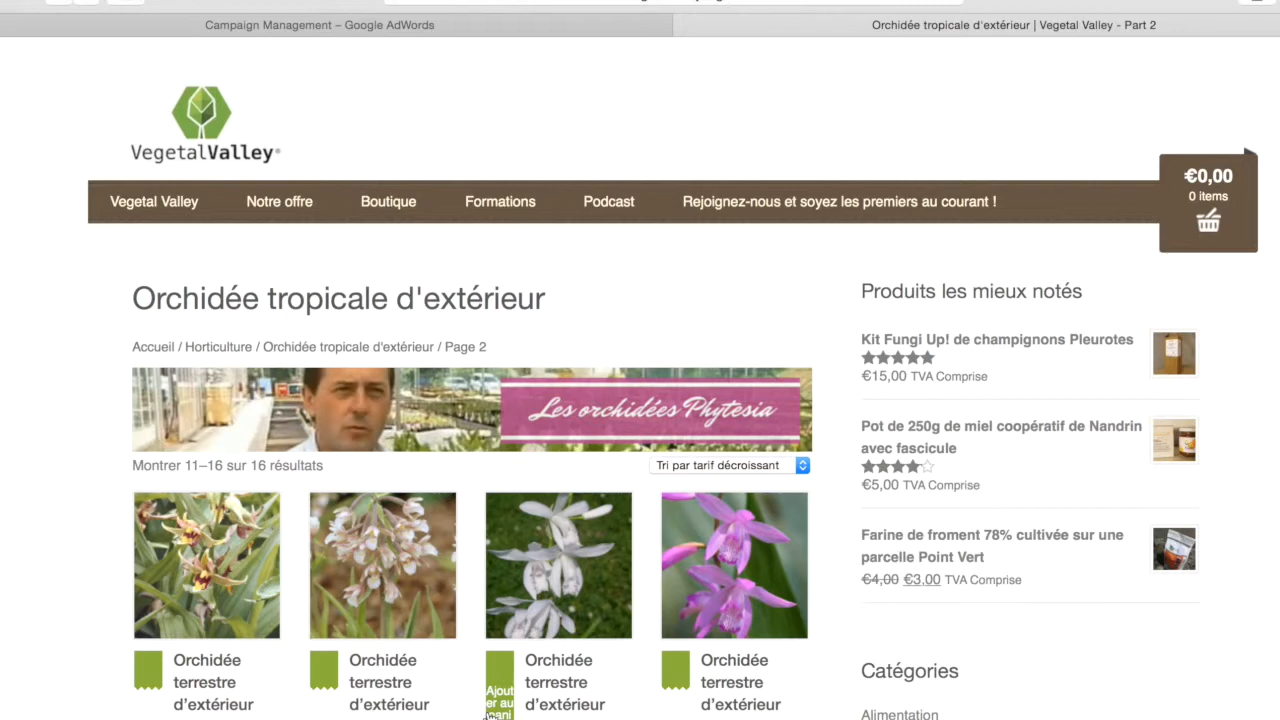 Campaign Management – Google AdWords
Orchidée tropicale d'extérieur | Vegetal Valley - Part 2
VegetalValley®
€0,00
0 items
Vegetal Valley
Notre offre
Boutique
Formations
Podcast
Rejoignez-nous et soyez les premiers au courant !
Orchidée tropicale d'extérieur
Accueil / Horticulture / Orchidée tropicale d'extérieur / Page 2
Les orchidées Phytesia
Montrer 11–16 sur 16 résultats
Tri par tarif décroissant
Orchidée
terrestre
d'extérieur
Orchidée
terrestre
d'extérieur
Ajout
er au
pani
Orchidée
terrestre
d'extérieur
Orchidée
terrestre
d'extérieur
Produits les mieux notés
Kit Fungi Up! de champignons Pleurotes
€15,00 TVA Comprise
Pot de 250g de miel coopératif de Nandrin
avec fascicule
€5,00 TVA Comprise
Farine de froment 78% cultivée sur une
parcelle Point Vert
€4,00 €3,00 TVA Comprise
Catégories
Alimentation